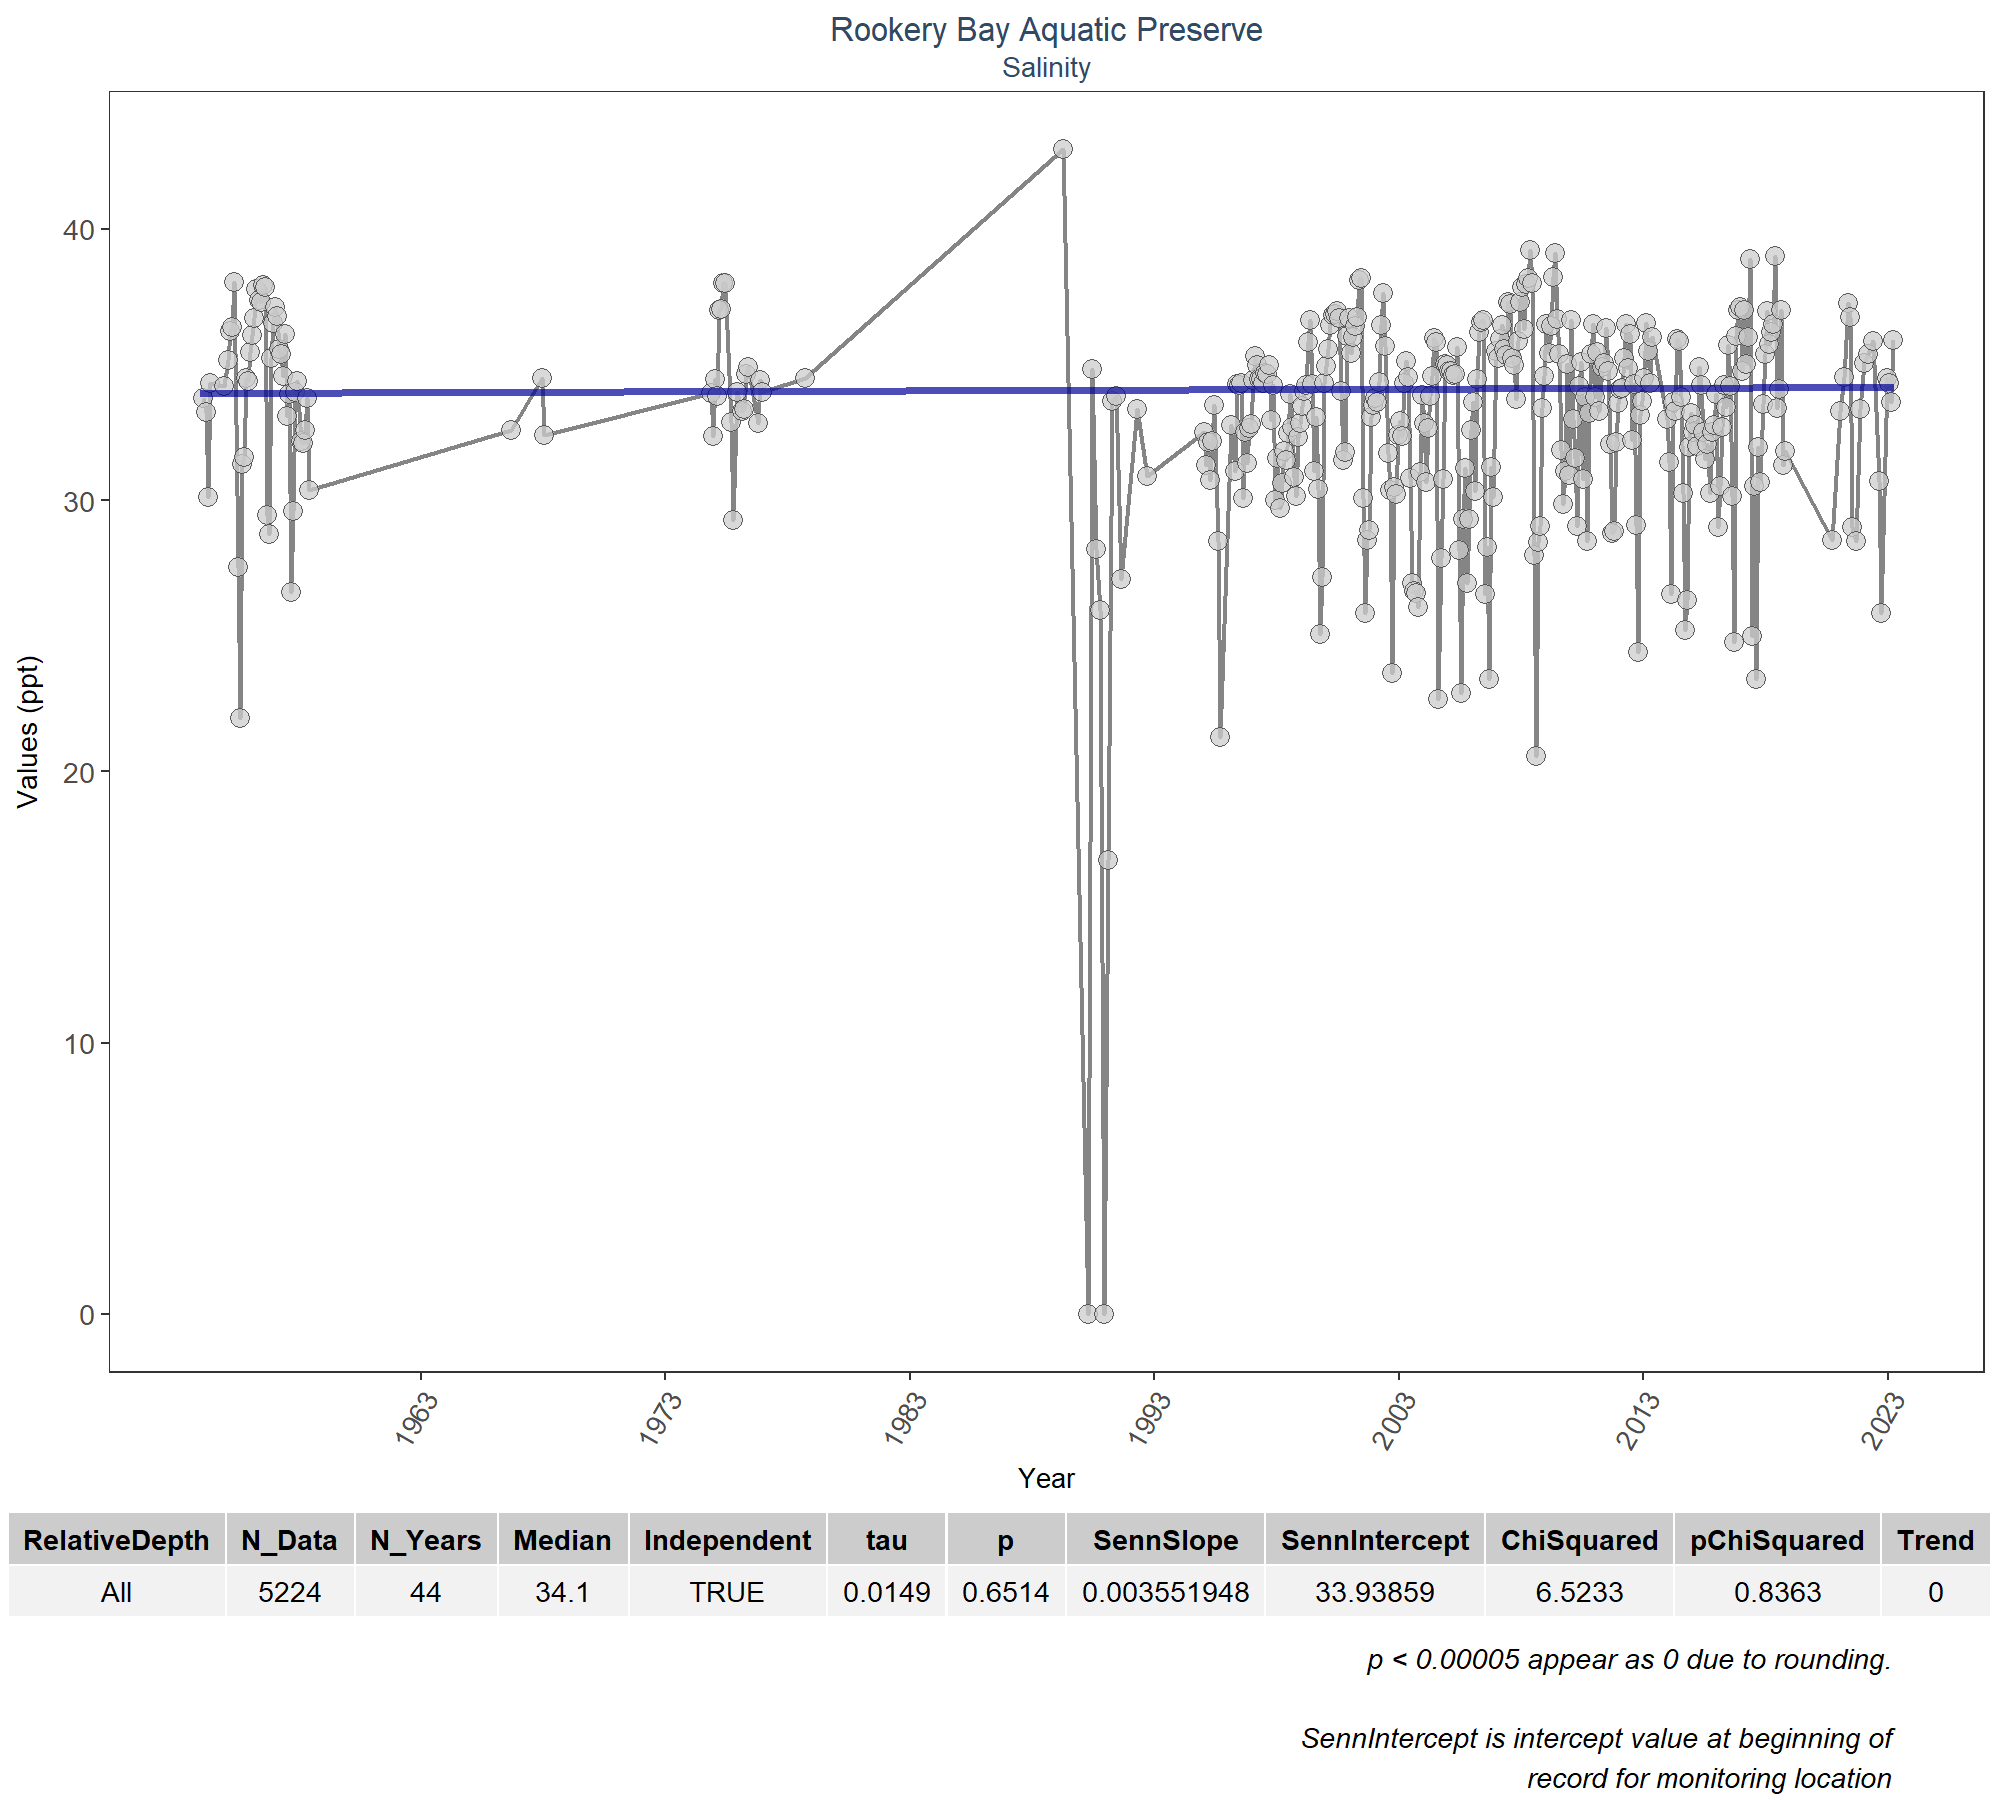 Rookery Bay Aquatic Preserve
Salinity
Values (ppt)
40
30
20
10
0
1963 1973 1983 1993 2003 2013 2023
Year
RelativeDepth N_Data N_Years Median Independent tau p SennSlope SennIntercept ChiSquared pChiSquared Trend
All 5224 44 34.1 TRUE 0.0149 0.6514 0.003551948 33.93859 6.5233 0.8363 0
p < 0.00005 appear as 0 due to rounding.
SennIntercept is intercept value at beginning of
record for monitoring location